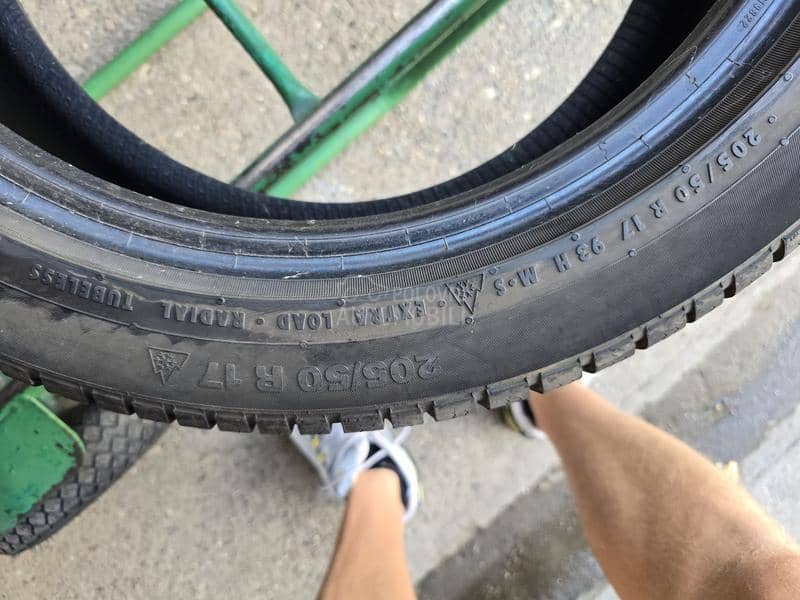 205/50 R 17 93 H M·S
· EXTRA LOAD · RADIAL TUBELESS
205/50 R 17